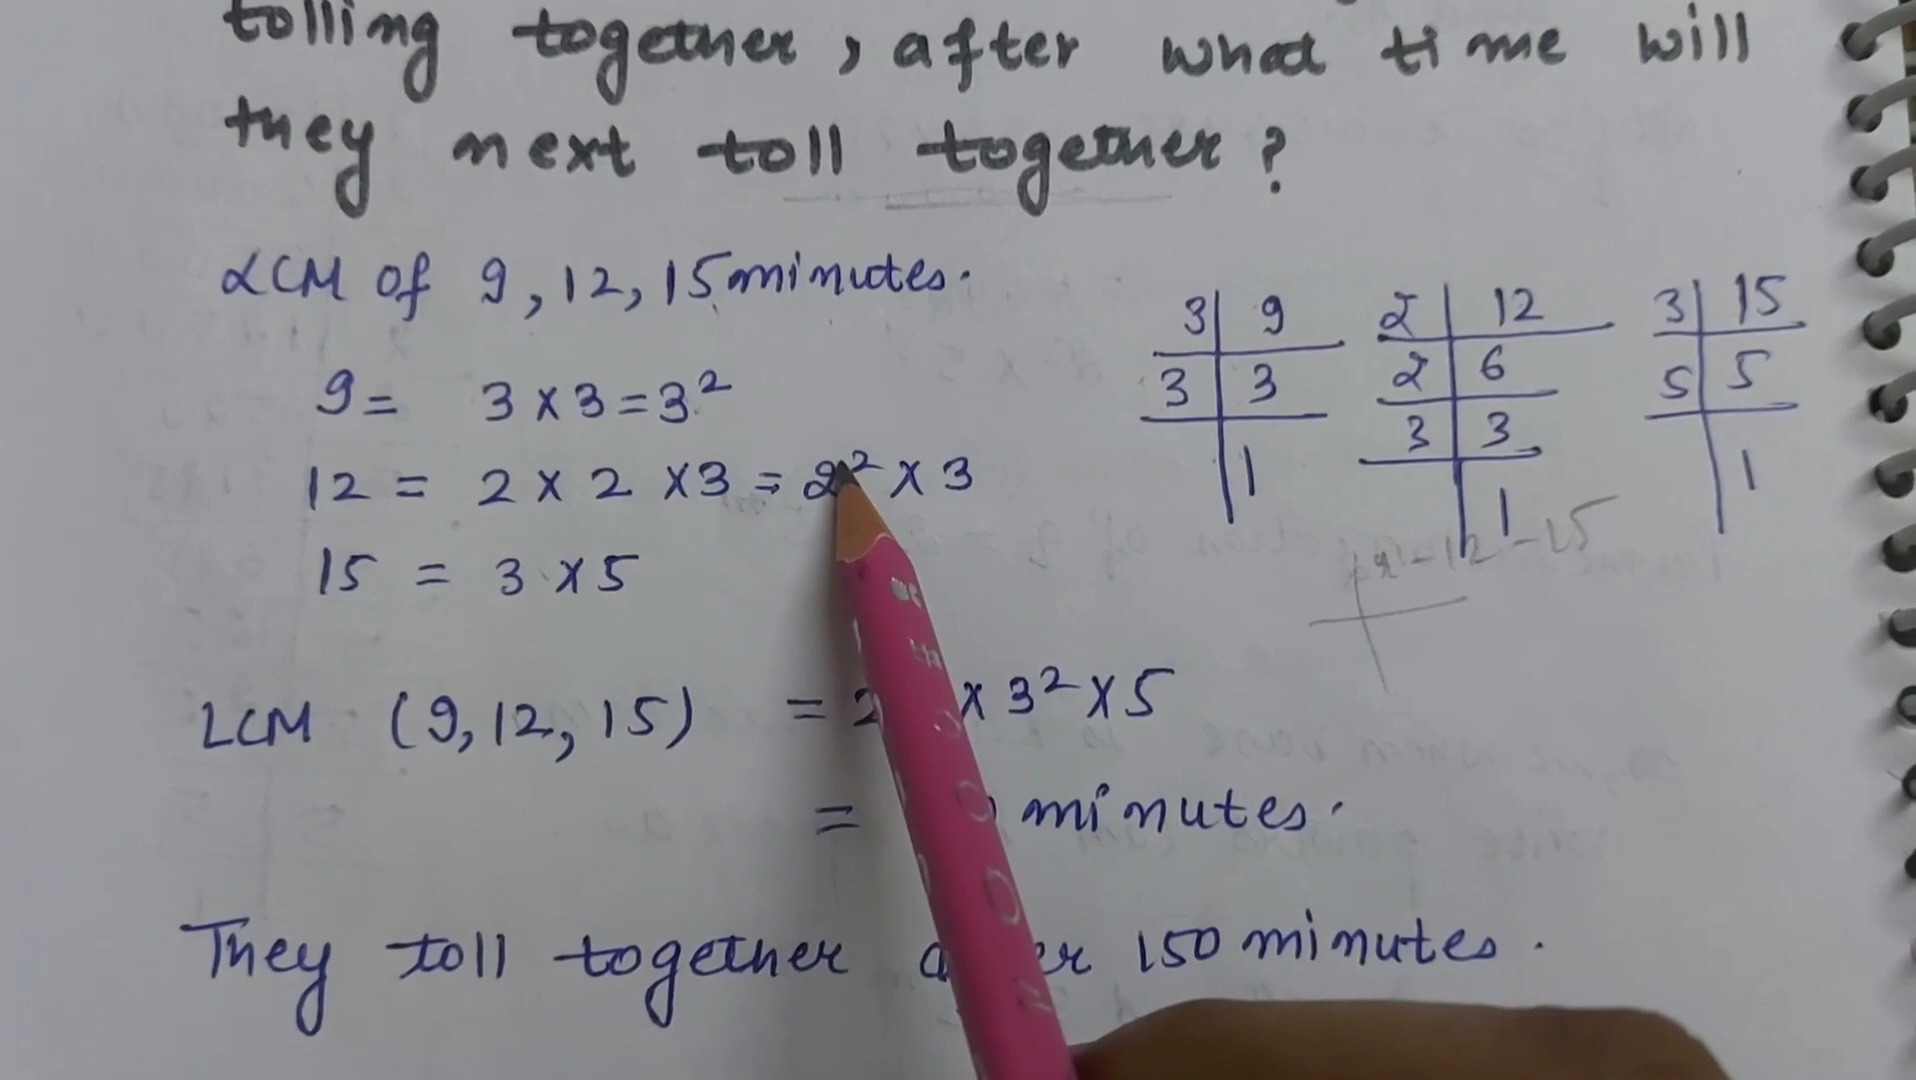 tolling together, after what time will
they next toll together?
LCM of 9, 12, 15 minutes.
9 = 3 × 3 = 3²
12 = 2 × 2 × 3 = 2² × 3
15 = 3 × 5
3 | 9
3 | 3
1
2 | 12
2 | 6
3 | 3
1
3 | 15
5 | 5
1
LCM (9, 12, 15) = 2 × 3² × 5
= minutes.
They toll together 150 minutes.